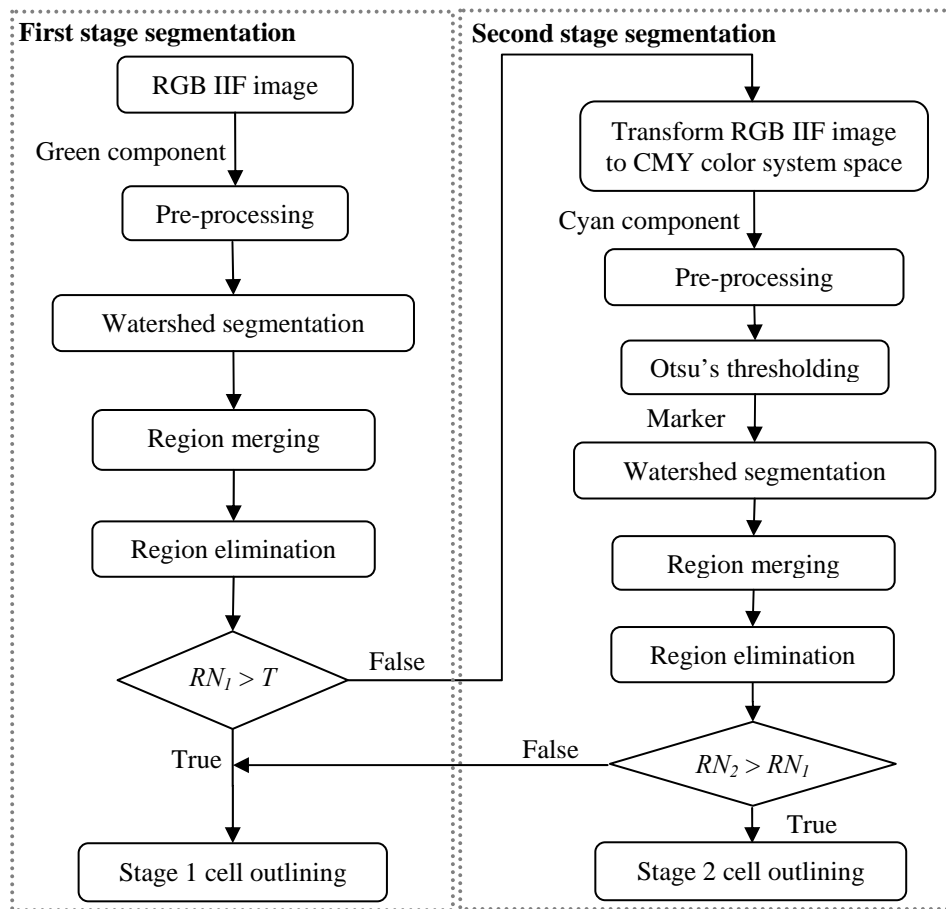 First stage segmentation
RGB IIF image
Green component
Pre-processing
Watershed segmentation
Region merging
Region elimination
RN1 > T
False
True
Stage 1 cell outlining
Second stage segmentation
Transform RGB IIF image
to CMY color system space
Cyan component
Pre-processing
Otsu’s thresholding
Marker
Watershed segmentation
Region merging
Region elimination
RN2 > RN1
False
True
Stage 2 cell outlining